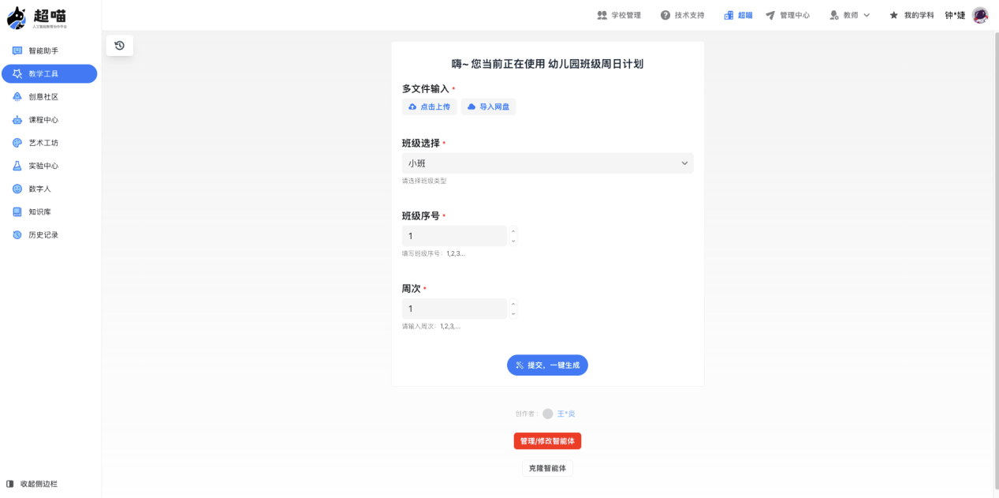 超喵
人工智能教育协作平台
学校管理
技术支持
超喵
管理中心
教师
我的学科
钟*婕
智能助手
教学工具
创意社区
课程中心
艺术工坊
实验中心
数字人
知识库
历史记录
收起侧边栏
嗨~ 您当前正在使用 幼儿园班级周日计划
多文件输入 *
点击上传
导入网盘
班级选择 *
小班
请选择班级类型
班级序号 *
1
填写班级序号：1,2,3...
周次 *
1
请输入周次：1,2,3,...
提交，一键生成
创作者：
王*炎
管理/修改智能体
克隆智能体